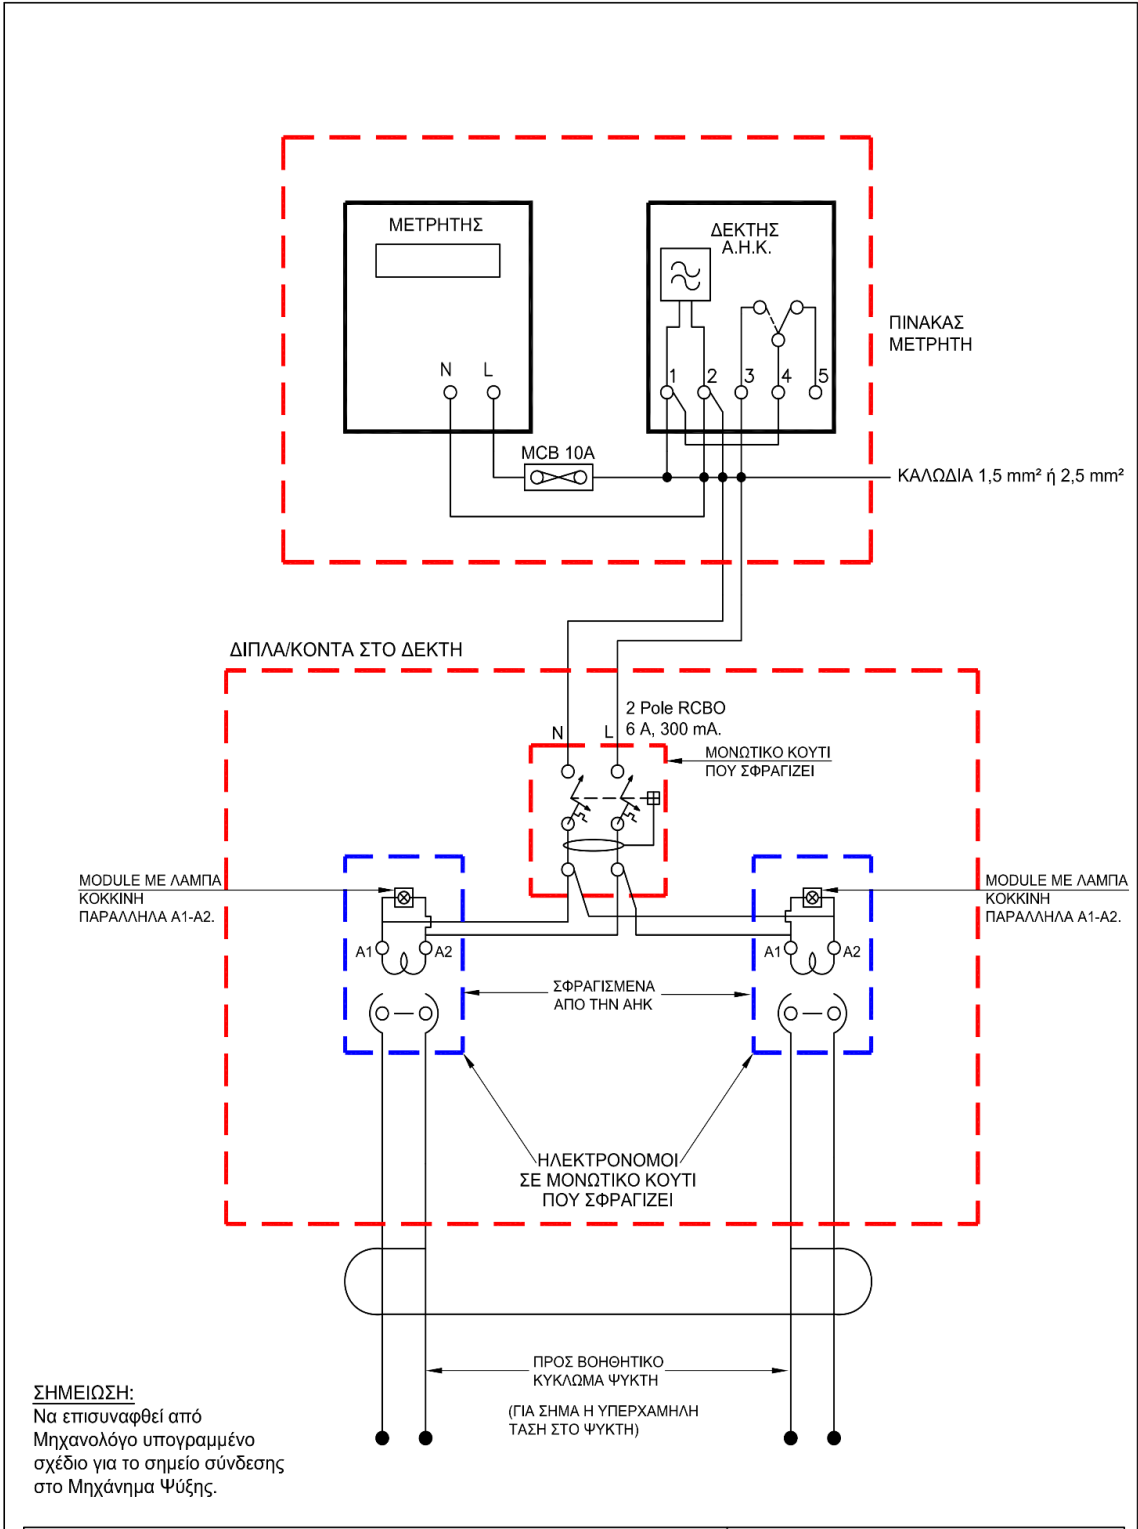 ΜΕΤΡΗΤΗΣ
ΔΕΚΤΗΣ
Α.Η.Κ.
ΠΙΝΑΚΑΣ
ΜΕΤΡΗΤΗ
N L
1 2 3 4 5
MCB 10A
ΚΑΛΩΔΙΑ 1,5 mm² ή 2,5 mm²
ΔΙΠΛΑ/ΚΟΝΤΑ ΣΤΟ ΔΕΚΤΗ
2 Pole RCBO
6 A, 300 mA.
N L
ΜΟΝΩΤΙΚΟ ΚΟΥΤΙ
ΠΟΥ ΣΦΡΑΓΙΖΕΙ
MODULE ΜΕ ΛΑΜΠΑ
ΚΟΚΚΙΝΗ
ΠΑΡΑΛΛΗΛΑ A1-A2.
MODULE ΜΕ ΛΑΜΠΑ
ΚΟΚΚΙΝΗ
ΠΑΡΑΛΛΗΛΑ A1-A2.
A1 A2
A1 A2
ΣΦΡΑΓΙΣΜΕΝΑ
ΑΠΟ ΤΗΝ ΑΗΚ
ΗΛΕΚΤΡΟΝΟΜΟΙ
ΣΕ ΜΟΝΩΤΙΚΟ ΚΟΥΤΙ
ΠΟΥ ΣΦΡΑΓΙΖΕΙ
ΠΡΟΣ ΒΟΗΘΗΤΙΚΟ
ΚΥΚΛΩΜΑ ΨΥΚΤΗ
(ΓΙΑ ΣΗΜΑ Η ΥΠΕΡΧΑΜΗΛΗ
ΤΑΣΗ ΣΤΟ ΨΥΚΤΗ)
ΣΗΜΕΙΩΣΗ:
Να επισυναφθεί από
Μηχανολόγο υπογραμμένο
σχέδιο για το σημείο σύνδεσης
στο Μηχάνημα Ψύξης.